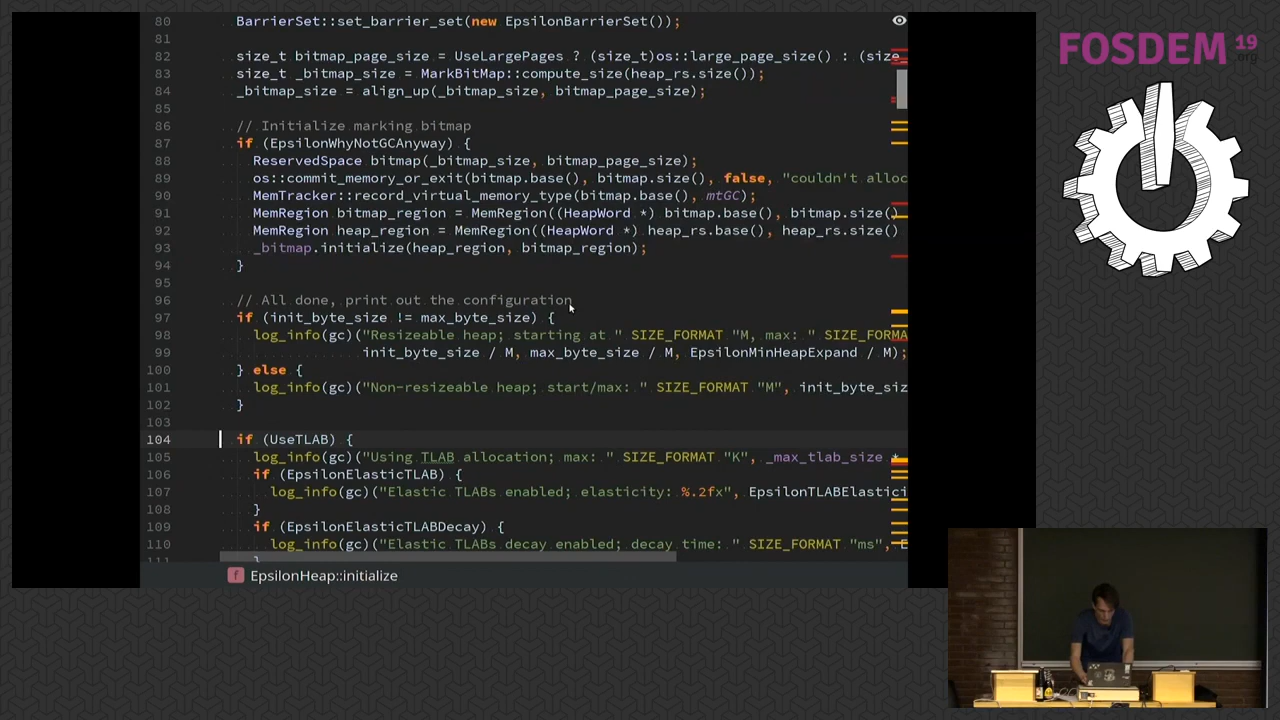 80 BarrierSet::set_barrier_set(new EpsilonBarrierSet());
81
82 size_t bitmap_page_size = UseLargePages ? (size_t)os::large_page_size() : (size_
83 size_t _bitmap_size = MarkBitMap::compute_size(heap_rs.size());
84 _bitmap_size = align_up(_bitmap_size, bitmap_page_size);
85
86 // Initialize marking bitmap
87 if (EpsilonWhyNotGCAnyway) {
88 ReservedSpace bitmap(_bitmap_size, bitmap_page_size);
89 os::commit_memory_or_exit(bitmap.base(), bitmap.size(), false, "couldn't alloc
90 MemTracker::record_virtual_memory_type(bitmap.base(), mtGC);
91 MemRegion bitmap_region = MemRegion((HeapWord *) bitmap.base(), bitmap.size()
92 MemRegion heap_region = MemRegion((HeapWord *) heap_rs.base(), heap_rs.size()
93 _bitmap.initialize(heap_region, bitmap_region);
94 }
95
96 // All done, print out the configuration
97 if (init_byte_size != max_byte_size) {
98 log_info(gc)("Resizeable heap; starting at " SIZE_FORMAT "M, max: " SIZE_FORMA
99 init_byte_size / M, max_byte_size / M, EpsilonMinHeapExpand / M);
100 } else {
101 log_info(gc)("Non-resizeable heap; start/max: " SIZE_FORMAT "M", init_byte_siz
102 }
103
104 if (UseTLAB) {
105 log_info(gc)("Using TLAB allocation; max: " SIZE_FORMAT "K", _max_tlab_size *
106 if (EpsilonElasticTLAB) {
107 log_info(gc)("Elastic TLABs enabled; elasticity: %.2fx", EpsilonTLABElastici
108 }
109 if (EpsilonElasticTLABDecay) {
110 log_info(gc)("Elastic TLABs decay enabled; decay time: " SIZE_FORMAT "ms", E
111 }
f EpsilonHeap::initialize
FOSDEM 19
.org